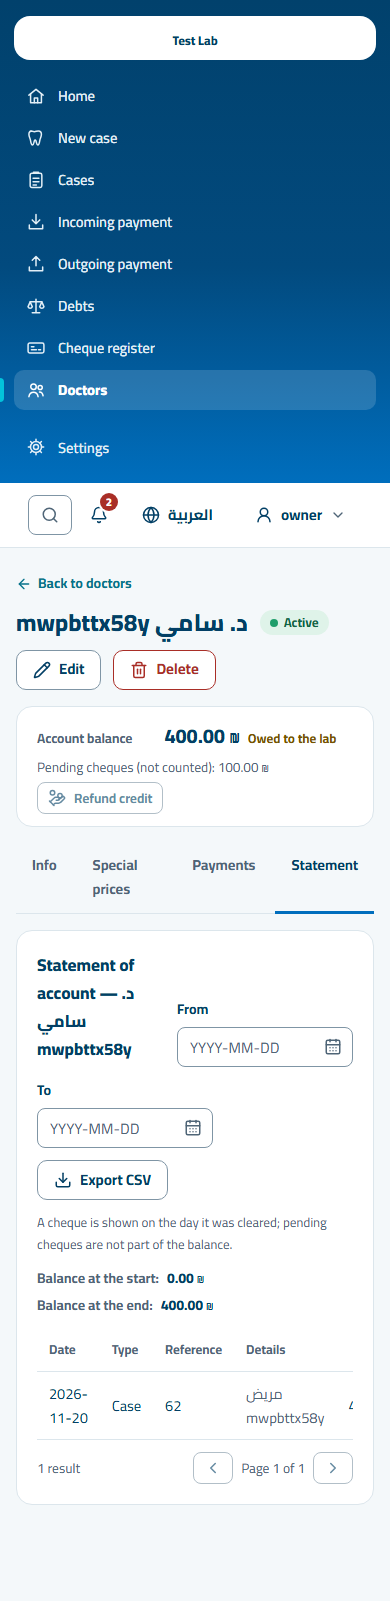 Test Lab
Home
New case
Cases
Incoming payment
Outgoing payment
Debts
Cheque register
Doctors
Settings
2
العربية
owner
Back to doctors
د. سامي mwpbttx58y
Active
Edit
Delete
Account balance 400.00 ₪ Owed to the lab
Pending cheques (not counted): 100.00 ₪
Refund credit
Info
Special
prices
Payments
Statement
Statement of
account — د.
سامي
mwpbttx58y
From
YYYY-MM-DD
To
YYYY-MM-DD
Export CSV
A cheque is shown on the day it was cleared; pending
cheques are not part of the balance.
Balance at the start: 0.00 ₪
Balance at the end: 400.00 ₪
Date Type Reference Details
2026-
11-20
Case
62
مريض
mwpbttx58y
1 result
Page 1 of 1